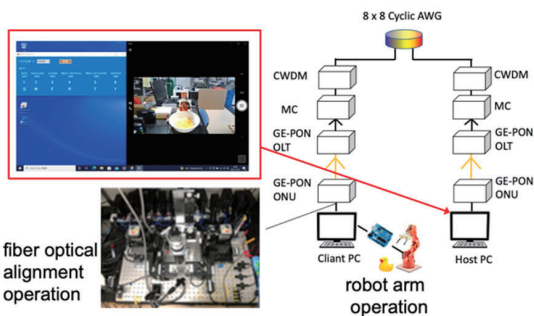 8 x 8 Cyclic AWG
CWDM
CWDM
MC
MC
GE-PON
OLT
GE-PON
OLT
GE-PON
ONU
GE-PON
ONU
Cliant PC
Host PC
fiber optical
alignment
operation
robot arm
operation